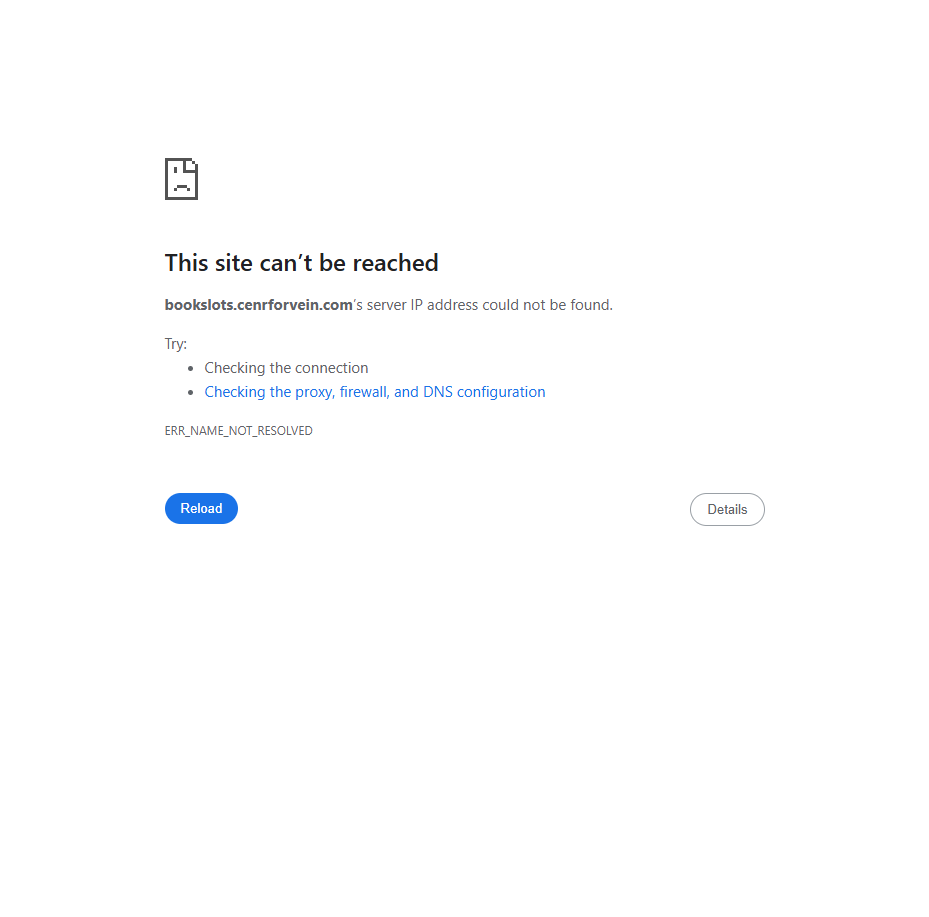 This site can’t be reached
bookslots.cenrforvein.com’s server IP address could not be found.
Try:
• Checking the connection
• Checking the proxy, firewall, and DNS configuration
ERR_NAME_NOT_RESOLVED
Reload
Details